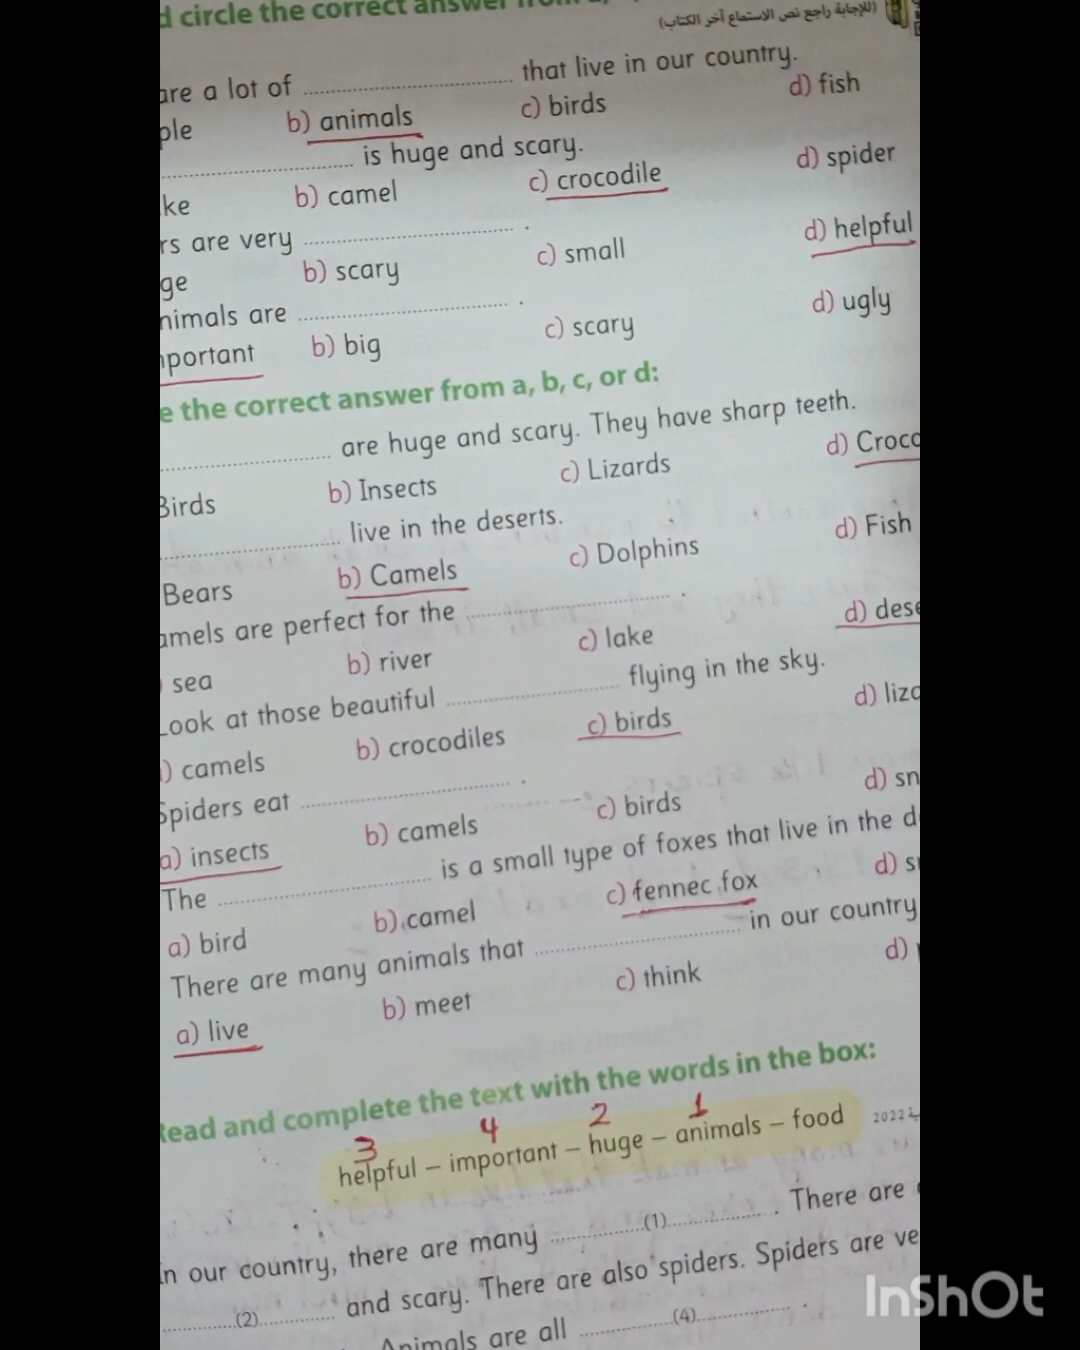 d circle the correct answer from a,
(للإجابة راجع نص الاستماع آخر الكتاب)
are a lot of ........................ that live in our country.
ple b) animals c) birds d) fish
........................ is huge and scary.
ke b) camel c) crocodile d) spider
rs are very ........................ .
ge b) scary c) small d) helpful
nimals are ........................ .
portant b) big c) scary d) ugly
e the correct answer from a, b, c, or d:
........................ are huge and scary. They have sharp teeth.
Birds b) Insects c) Lizards d) Croco
........................ live in the deserts.
Bears b) Camels c) Dolphins d) Fish
amels are perfect for the ........................ .
sea b) river c) lake d) dese
Look at those beautiful ........................ flying in the sky.
) camels b) crocodiles c) birds d) liza
Spiders eat ........................ .
a) insects b) camels c) birds d) sn
The ........................ is a small type of foxes that live in the d
a) bird b) camel c) fennec fox d) s
There are many animals that ........................ in our country
a) live b) meet c) think d)
Read and complete the text with the words in the box:
3 4 2 1
helpful – important – huge – animals – food 2022
In our country, there are many ............(1)............ . There are
............(2)............ and scary. There are also spiders. Spiders are ve
Animals are all ............(4)............ .
InShOt